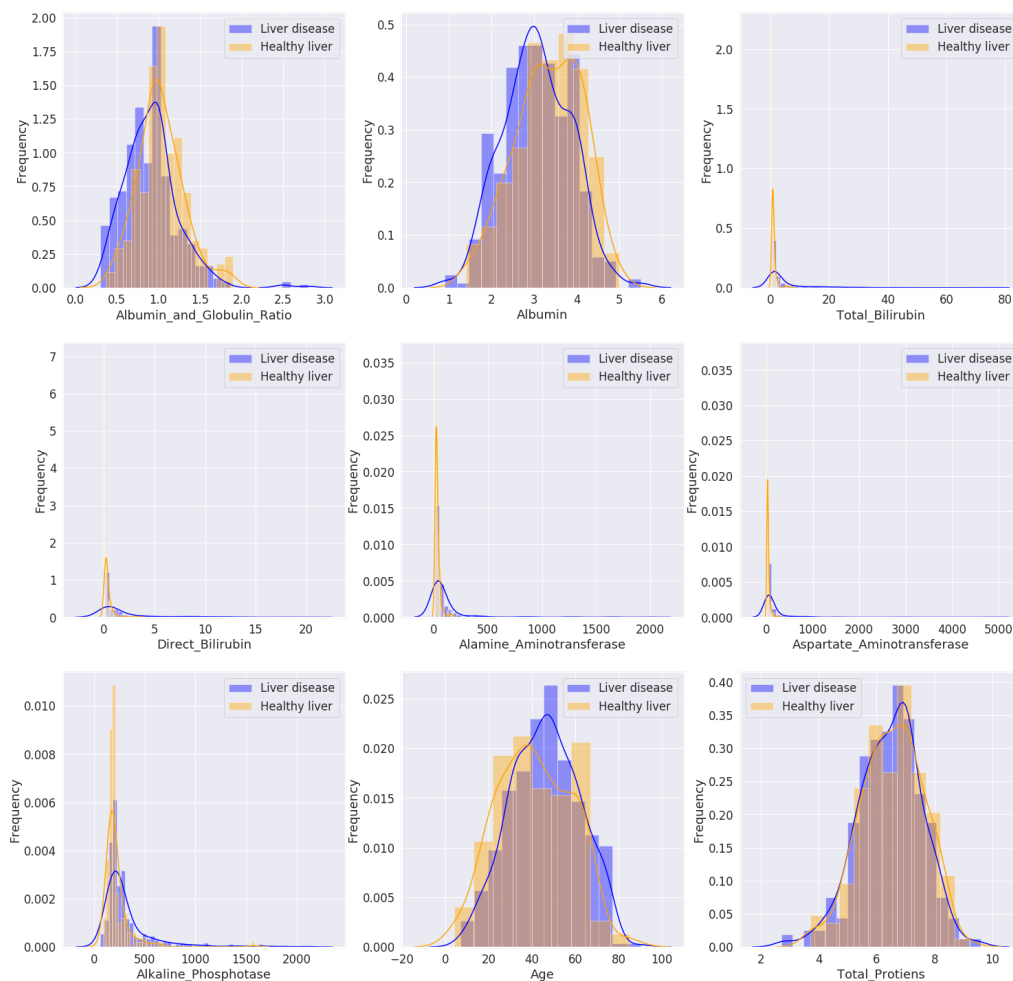 2.00
1.75
1.50
1.25
1.00
0.75
0.50
0.25
0.00
Frequency
Liver disease
Healthy liver
0.0 0.5 1.0 1.5 2.0 2.5 3.0
Albumin_and_Globulin_Ratio
0.5
0.4
0.3
0.2
0.1
0.0
Frequency
Liver disease
Healthy liver
0 1 2 3 4 5 6
Albumin
2.0
1.5
1.0
0.5
0.0
Frequency
Liver disease
Healthy liver
0 20 40 60 80
Total_Bilirubin
7
6
5
4
3
2
1
0
Frequency
Liver disease
Healthy liver
0 5 10 15 20
Direct_Bilirubin
0.035
0.030
0.025
0.020
0.015
0.010
0.005
0.000
Frequency
Liver disease
Healthy liver
0 500 1000 1500 2000
Alamine_Aminotransferase
0.035
0.030
0.025
0.020
0.015
0.010
0.005
0.000
Frequency
Liver disease
Healthy liver
0 1000 2000 3000 4000 5000
Aspartate_Aminotransferase
0.010
0.008
0.006
0.004
0.002
0.000
Frequency
Liver disease
Healthy liver
0 500 1000 1500 2000
Alkaline_Phosphotase
0.025
0.020
0.015
0.010
0.005
0.000
Frequency
Liver disease
Healthy liver
−20 0 20 40 60 80 100
Age
0.40
0.35
0.30
0.25
0.20
0.15
0.10
0.05
0.00
Frequency
Liver disease
Healthy liver
2 4 6 8 10
Total_Protiens